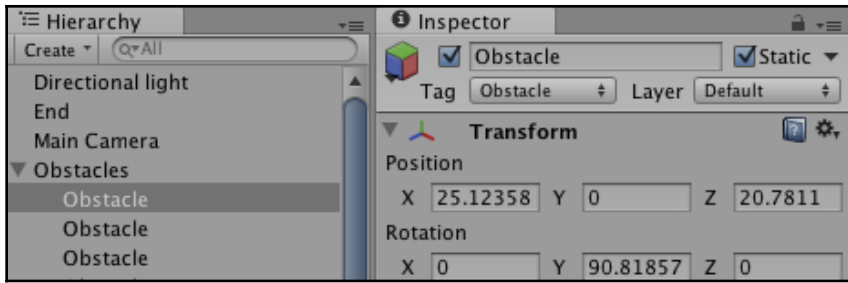 Hierarchy
Create All
Directional light
End
Main Camera
Obstacles
Obstacle
Obstacle
Obstacle
Inspector
Obstacle Static
Tag Obstacle Layer Default
Transform
Position
X 25.12358 Y 0 Z 20.7811
Rotation
X 0 Y 90.81857 Z 0